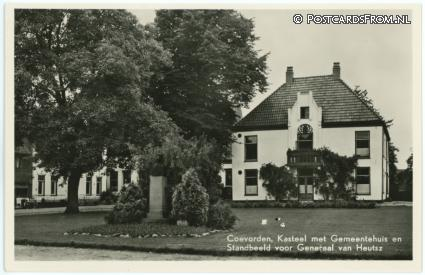 © POSTCARDSFROM.NL
Coevorden, Kasteel met Gemeentehuis en
Standbeeld voor Generaal van Heutsz